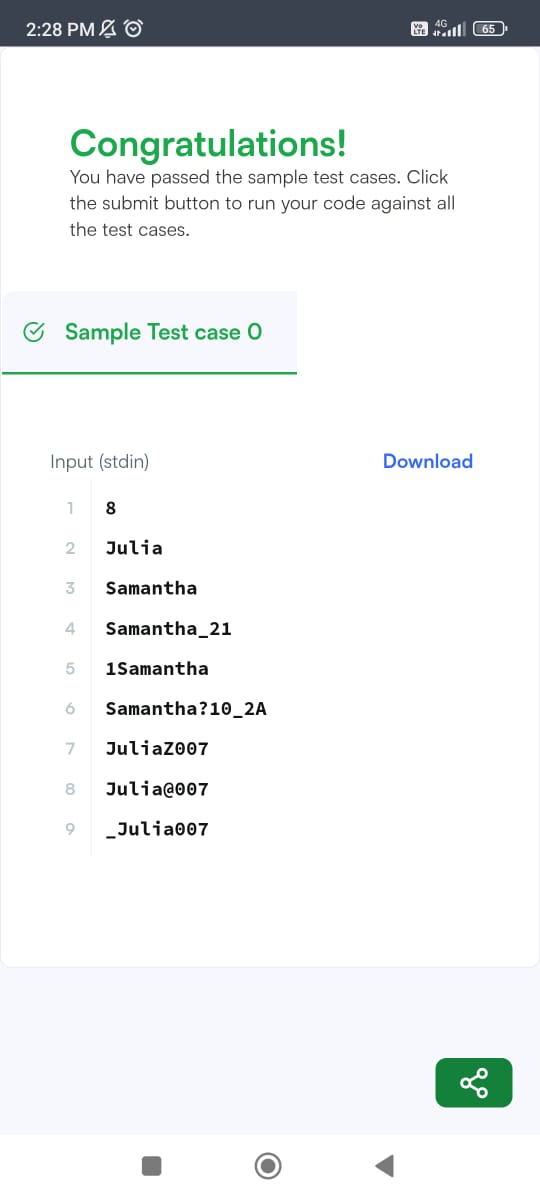 2:28 PM
Vo LTE 4G 65
Congratulations!
You have passed the sample test cases. Click
the submit button to run your code against all
the test cases.
Sample Test case 0
Input (stdin) Download
1 8
2 Julia
3 Samantha
4 Samantha_21
5 1Samantha
6 Samantha?10_2A
7 JuliaZ007
8 Julia@007
9 _Julia007